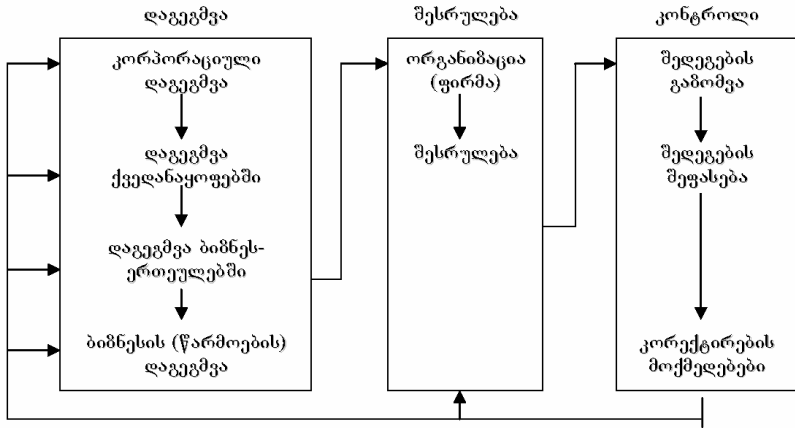 დაგეგმვა
შესრულება
კონტროლი
კორპორაციული
დაგეგმვა
დაგეგმვა
ქვედანაყოფებში
დაგეგმვა ბიზნეს-
ერთეულებში
ბიზნესის (წარმოების)
დაგეგმვა
ორგანიზაცია
(ფირმა)
შესრულება
შედეგების
გაზომვა
შედეგების
შეფასება
კორექტირების
მოქმედებები